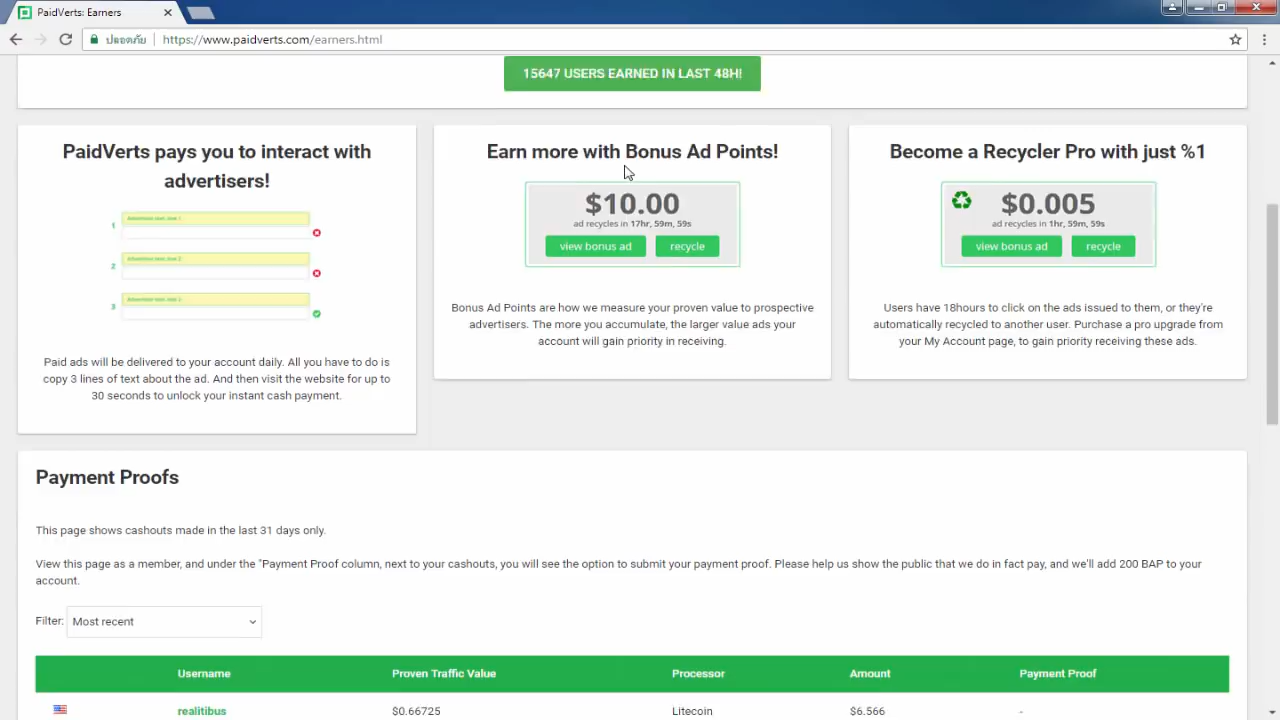 PaidVerts: Earners
ปลอดภัย https://www.paidverts.com/earners.html
15647 USERS EARNED IN LAST 48H!
PaidVerts pays you to interact with
advertisers!
1
2
3
Paid ads will be delivered to your account daily. All you have to do is
copy 3 lines of text about the ad. And then visit the website for up to
30 seconds to unlock your instant cash payment.
Earn more with Bonus Ad Points!
$10.00
ad recycles in 17hr, 59m, 59s
view bonus ad recycle
Bonus Ad Points are how we measure your proven value to prospective
advertisers. The more you accumulate, the larger value ads your
account will gain priority in receiving.
Become a Recycler Pro with just %1
$0.005
ad recycles in 1hr, 59m, 59s
view bonus ad recycle
Users have 18hours to click on the ads issued to them, or they're
automatically recycled to another user. Purchase a pro upgrade from
your My Account page, to gain priority receiving these ads.
Payment Proofs
This page shows cashouts made in the last 31 days only.
View this page as a member, and under the "Payment Proof column, next to your cashouts, you will see the option to submit your payment proof. Please help us show the public that we do in fact pay, and we'll add 200 BAP to your
account.
Filter: Most recent
Username Proven Traffic Value Processor Amount Payment Proof
realitibus $0.66725 Litecoin $6.566 -